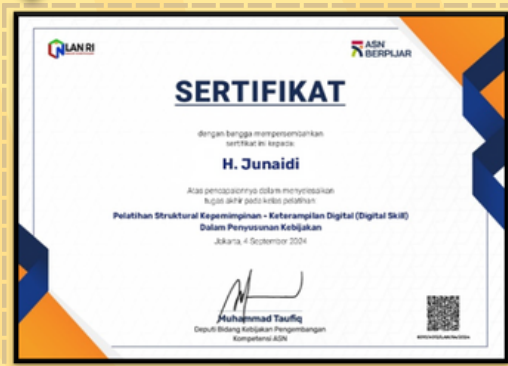 LAN RI
ASN
BERPIJAR
SERTIFIKAT
dengan bangga mempersembahkan
sertifikat ini kepada:
H. Junaidi
Atas pencapaiannya dalam menyelesaikan
tugas akhir pada kelas pelatihan
Pelatihan Struktural Kepemimpinan - Keterampilan Digital (Digital Skill)
Dalam Penyusunan Kebijakan
Jakarta, 4 September 2024
Muhammad Taufiq
Deputi Bidang Kebijakan Pengembangan
Kompetensi ASN